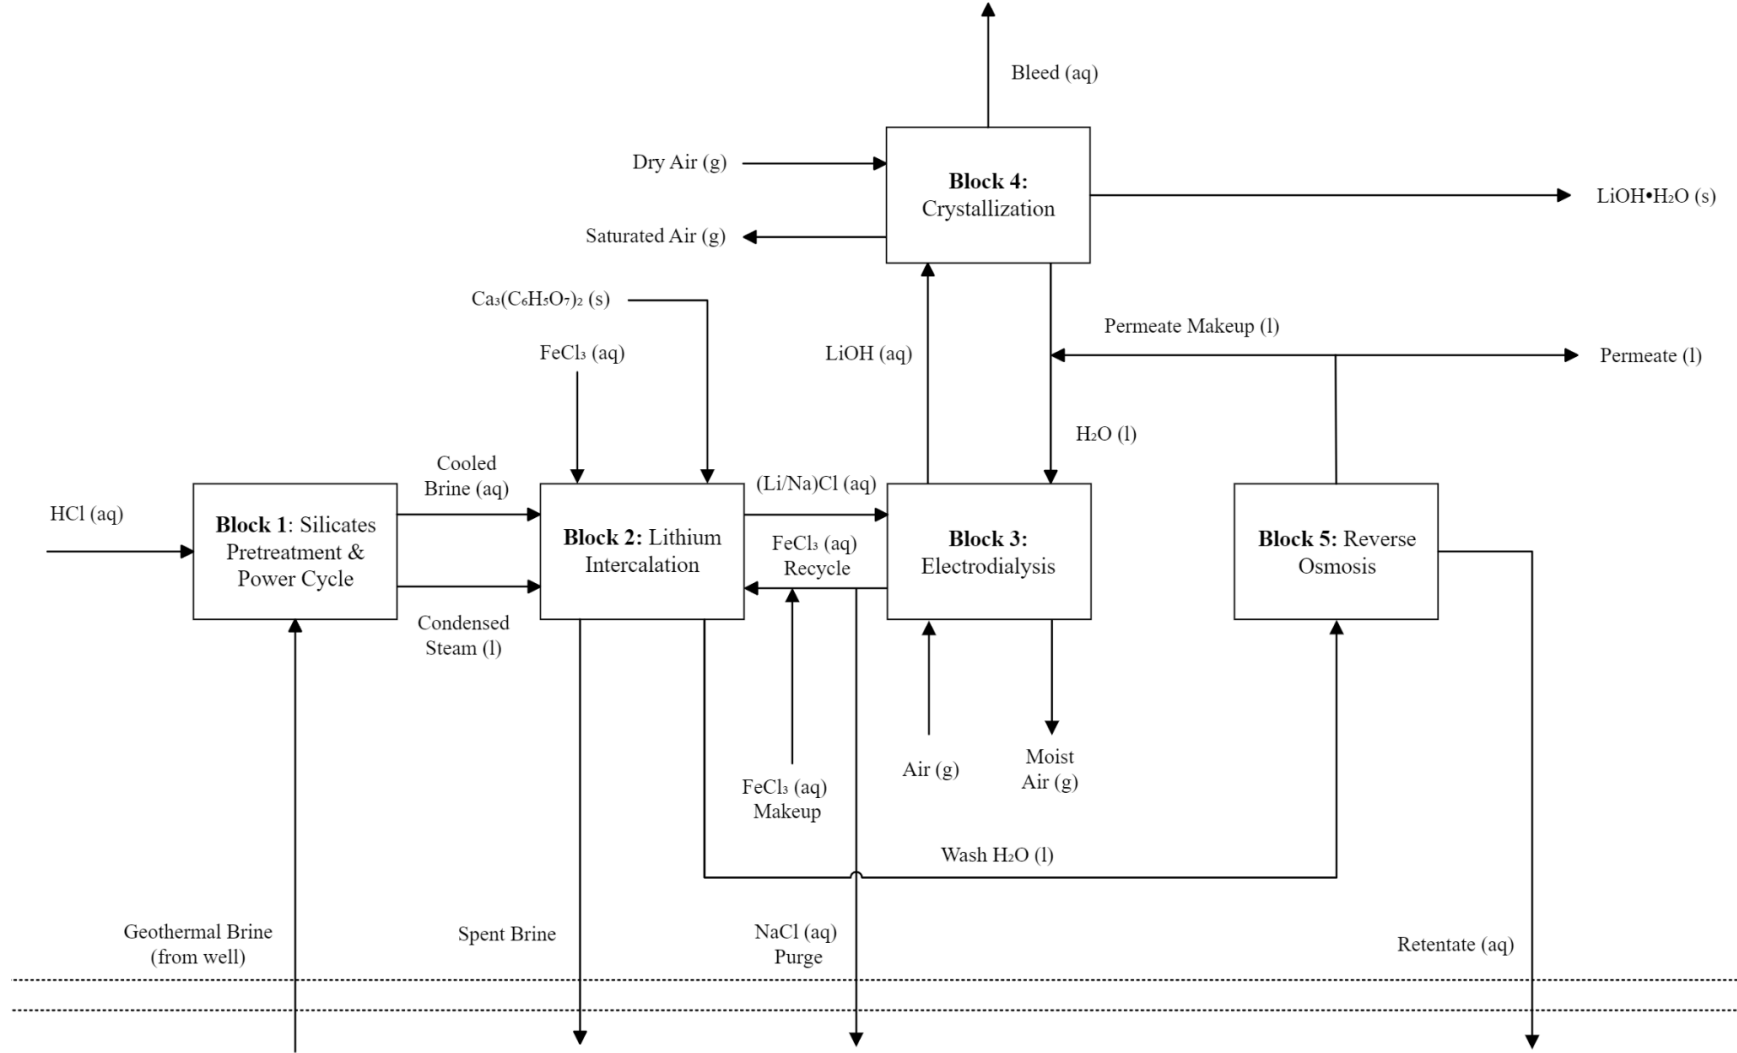 Bleed (aq)
Dry Air (g)
Block 4:
Crystallization
LiOH•H₂O (s)
Saturated Air (g)
Ca₃(C₆H₅O₇)₂ (s)
Permeate Makeup (l)
FeCl₃ (aq)
LiOH (aq)
Permeate (l)
H₂O (l)
Cooled
Brine (aq)
(Li/Na)Cl (aq)
HCl (aq)
Block 1: Silicates
Pretreatment &
Power Cycle
Block 2: Lithium
Intercalation
FeCl₃ (aq)
Recycle
Block 3:
Electrodialysis
Block 5: Reverse
Osmosis
Condensed
Steam (l)
Air (g)
Moist
Air (g)
FeCl₃ (aq)
Makeup
Wash H₂O (l)
Geothermal Brine
(from well)
Spent Brine
NaCl (aq)
Purge
Retentate (aq)